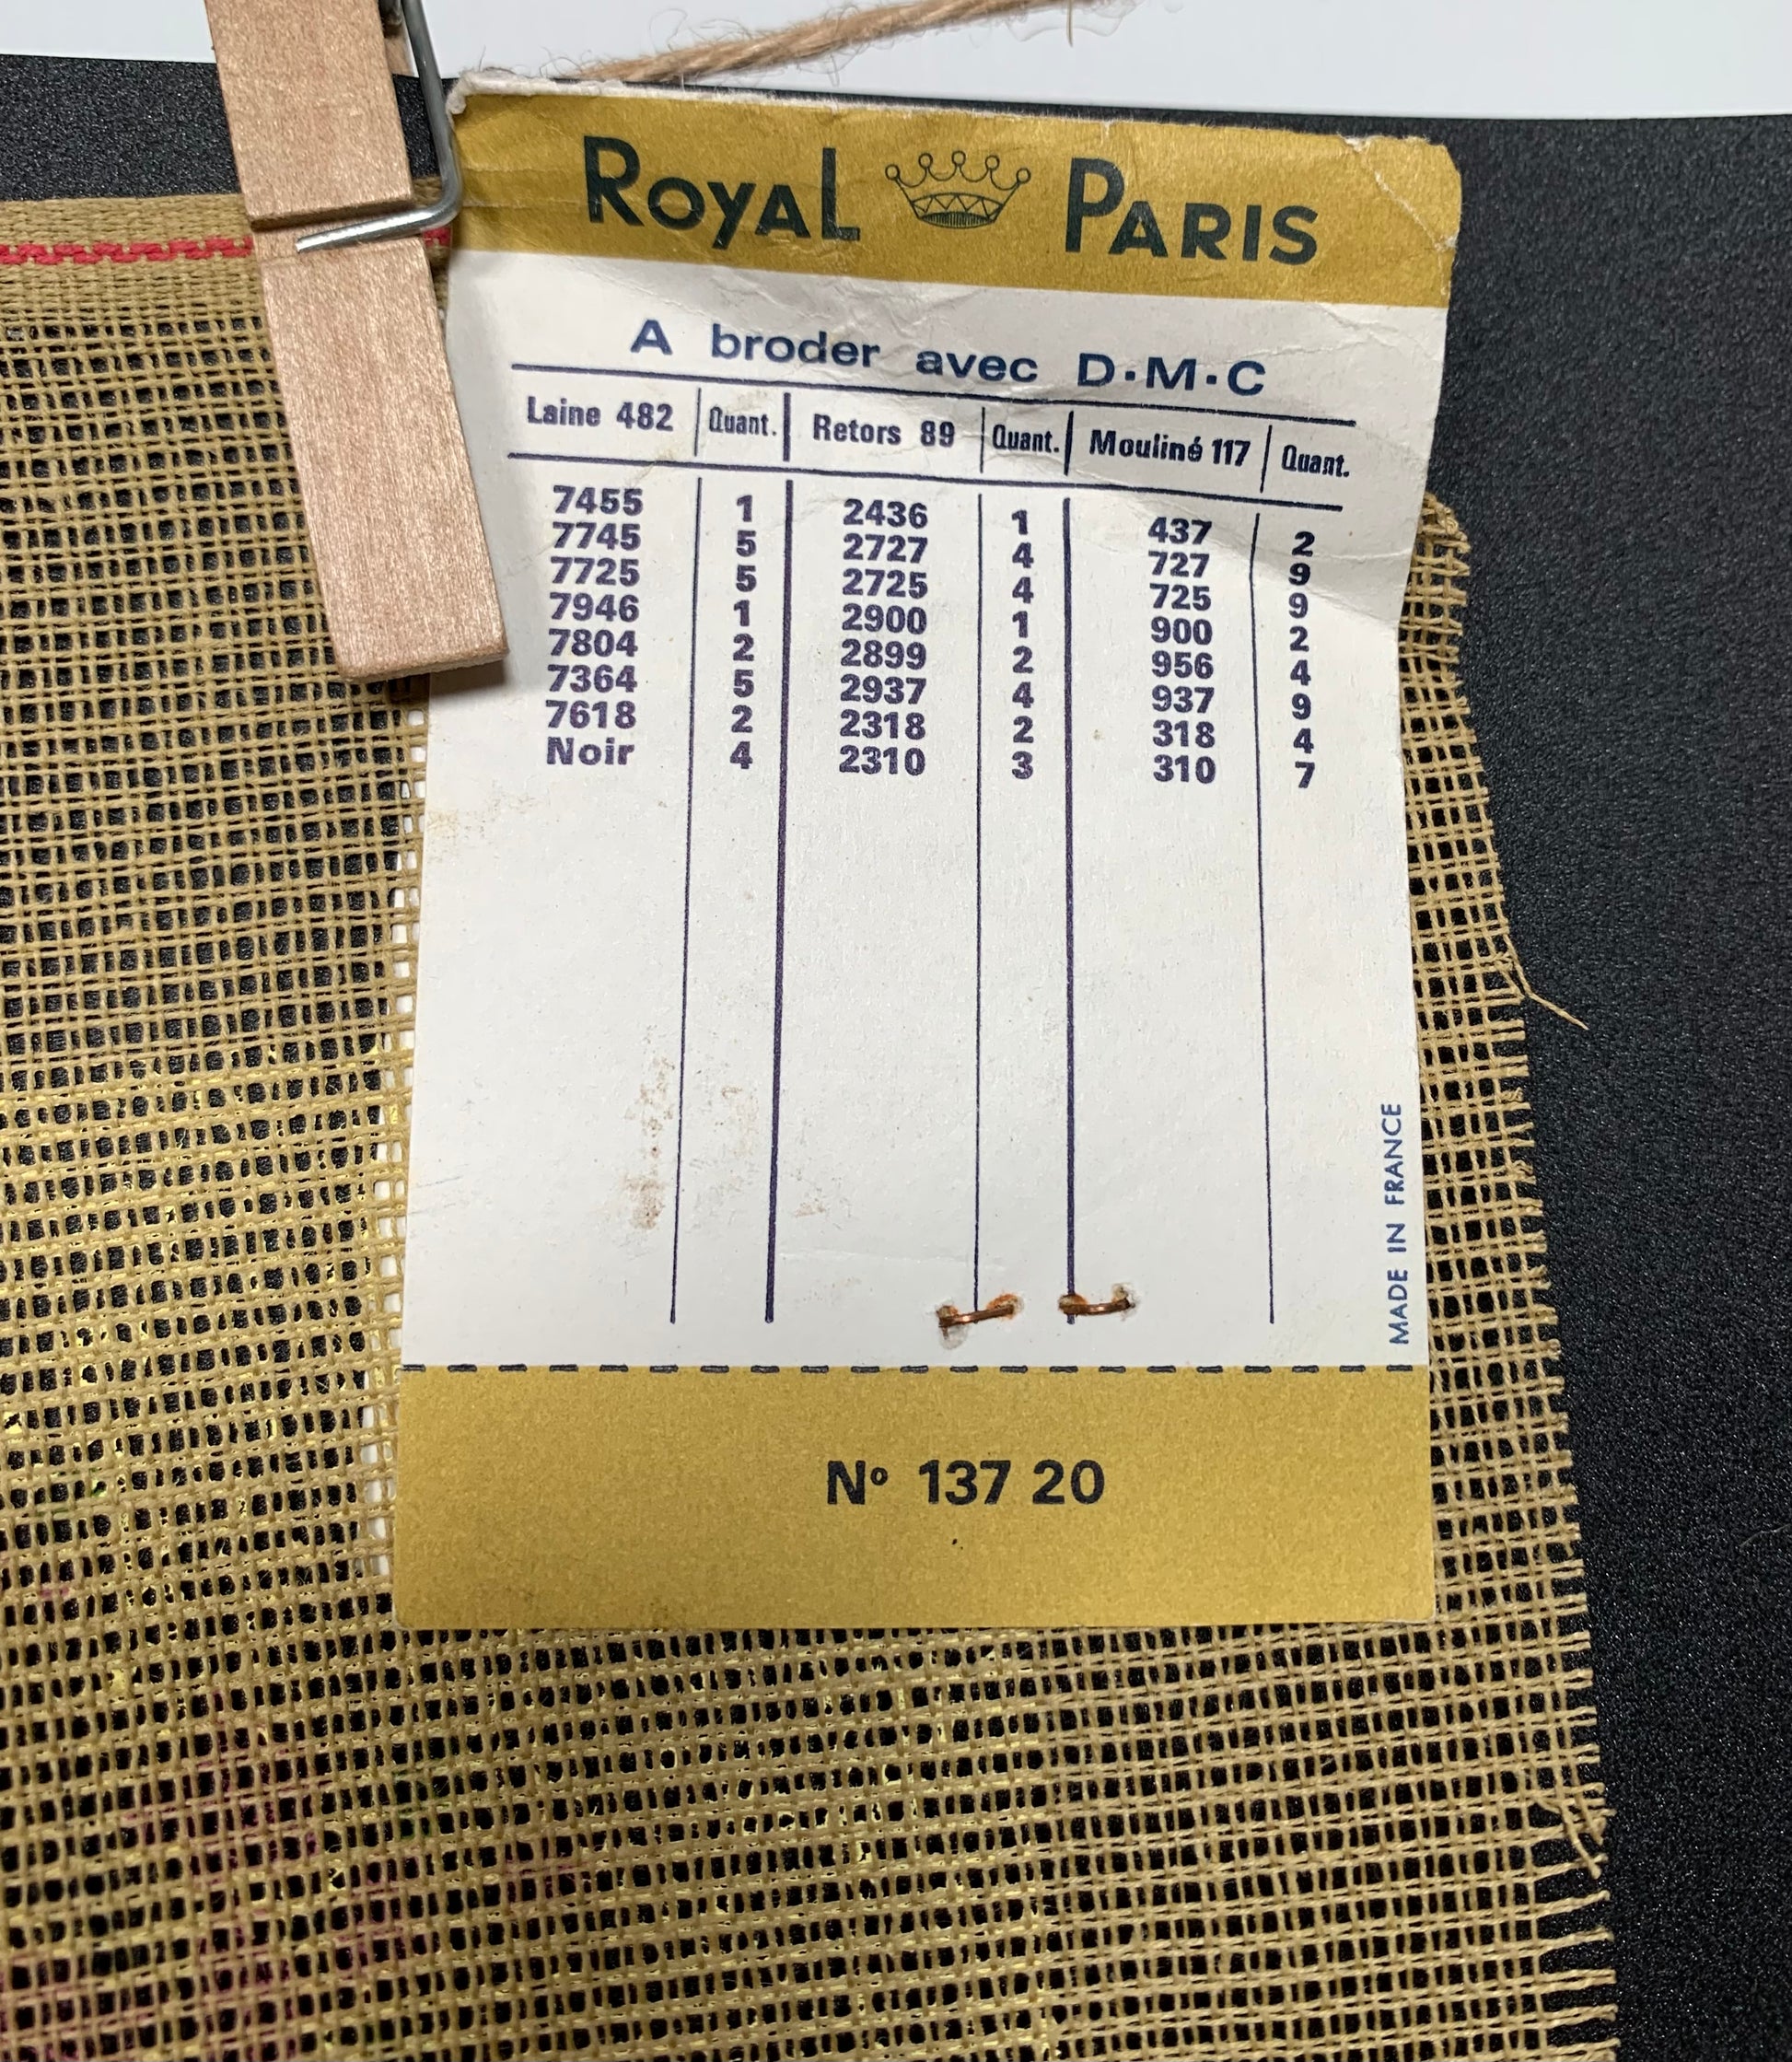 ROYAL PARIS
A broder avec D·M·C
Laine 482 Quant. Retors 89 Quant. Mouliné 117 Quant.
7455 1 2436 1 437 2
7745 5 2727 4 727 9
7725 5 2725 4 725 9
7946 1 2900 1 900 2
7804 2 2899 2 956 4
7364 5 2937 4 937 9
7618 2 2318 2 318 4
Noir 4 2310 3 310 7
MADE IN FRANCE
Nº 137 20